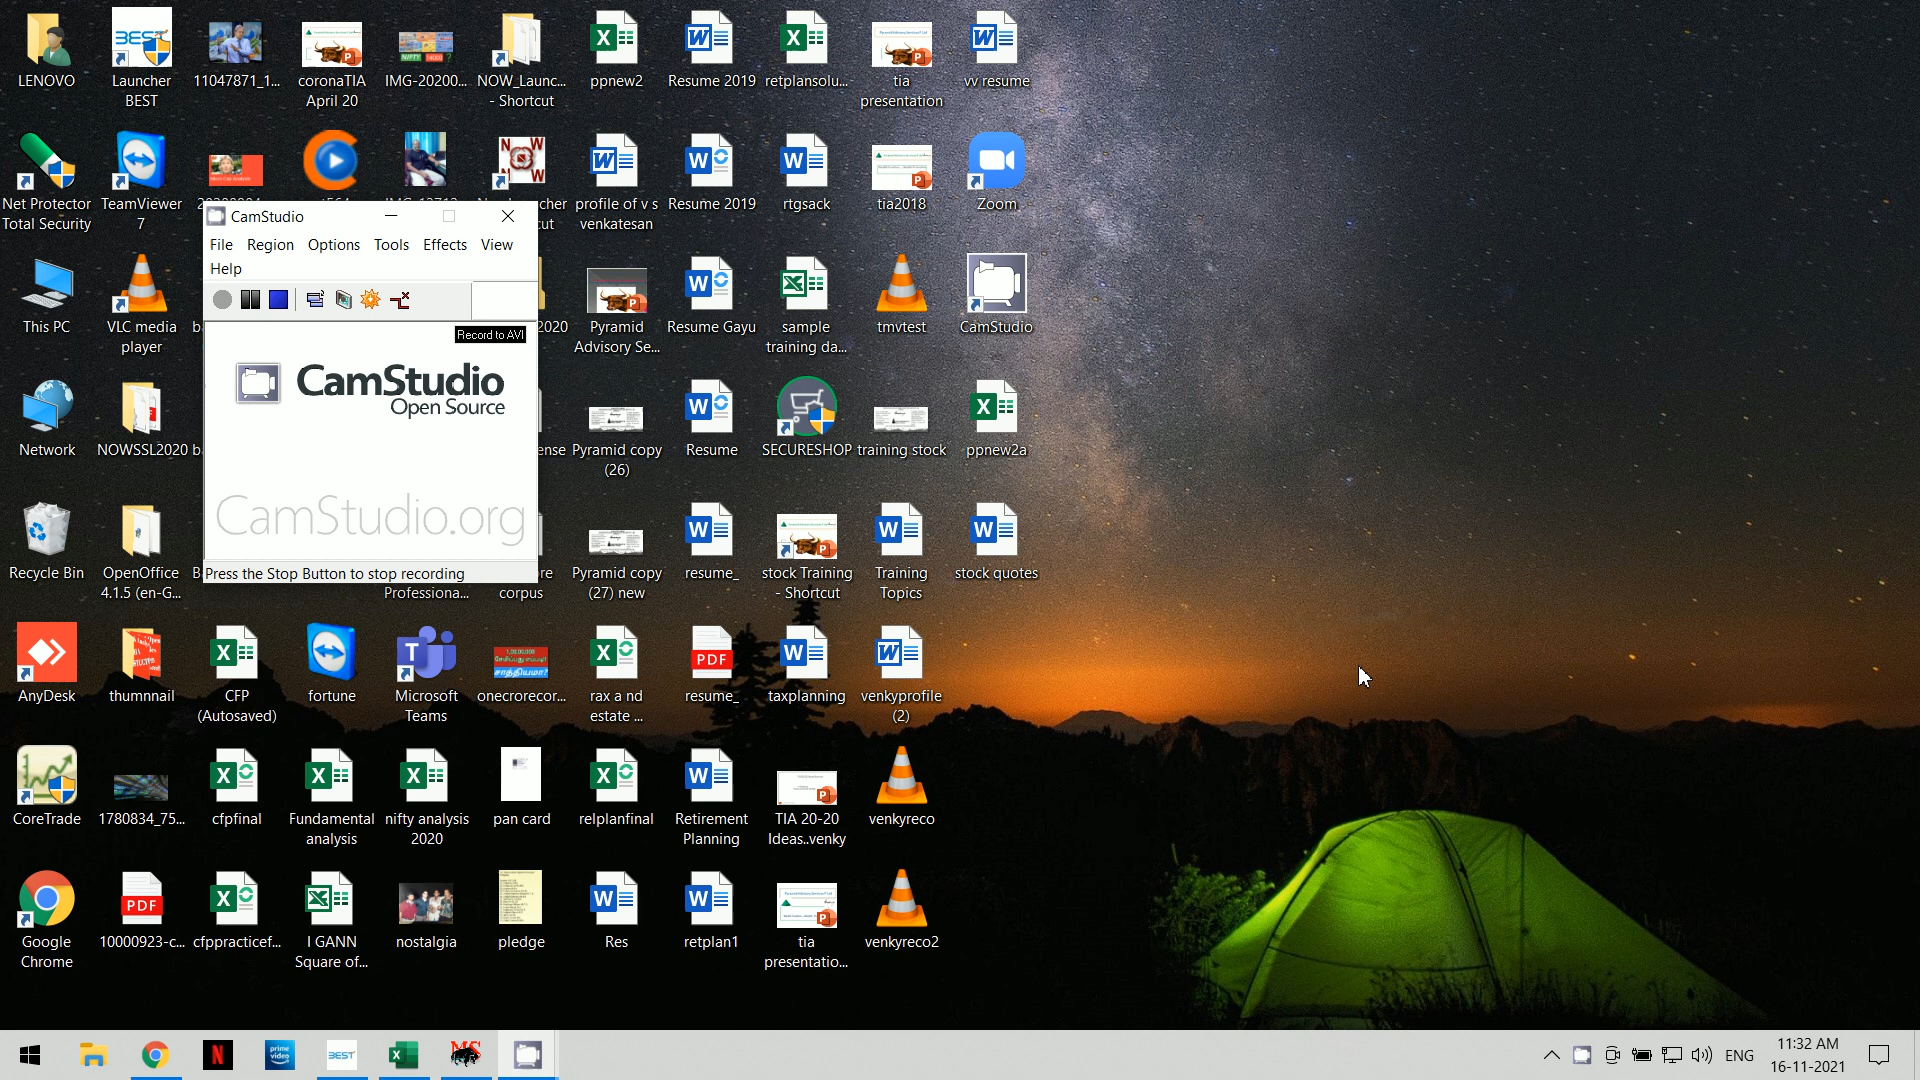 LENOVO
Launcher
BEST
11047871_1...
coronaTIA
April 20
IMG-20200...
NOW_Launc...
- Shortcut
ppnew2
Resume 2019
retplansolu...
tia
presentation
vv resume
Net Protector
Total Security
TeamViewer
7
profile of v s
venkatesan
Resume 2019
rtgsack
tia2018
Zoom
CamStudio
File
Region
Options
Tools
Effects
View
Help
Record to AVI
CamStudio
Open Source
CamStudio.org
Press the Stop Button to stop recording
This PC
VLC media
player
Pyramid
Advisory Se...
Resume Gayu
sample
training da...
tmvtest
CamStudio
Network
NOWSSL2020
Pyramid copy
(26)
Resume
SECURESHOP
training stock
ppnew2a
Recycle Bin
OpenOffice
4.1.5 (en-G...
Professiona...
corpus
Pyramid copy
(27) new
resume_
stock Training
- Shortcut
Training
Topics
stock quotes
AnyDesk
thumnnail
CFP
(Autosaved)
fortune
Microsoft
Teams
onecrorecor...
rax a nd
estate ...
PDF
resume_
taxplanning
venkyprofile
(2)
CoreTrade
1780834_75...
cfpfinal
Fundamental
analysis
nifty analysis
2020
pan card
relplanfinal
Retirement
Planning
TIA 20-20
Ideas..venky
venkyreco
Google
Chrome
PDF
10000923-c...
cfppracticef...
I GANN
Square of...
nostalgia
pledge
Res
retplan1
tia
presentatio...
venkyreco2
prime
video
BEST
MS
ENG
11:32 AM
16-11-2021